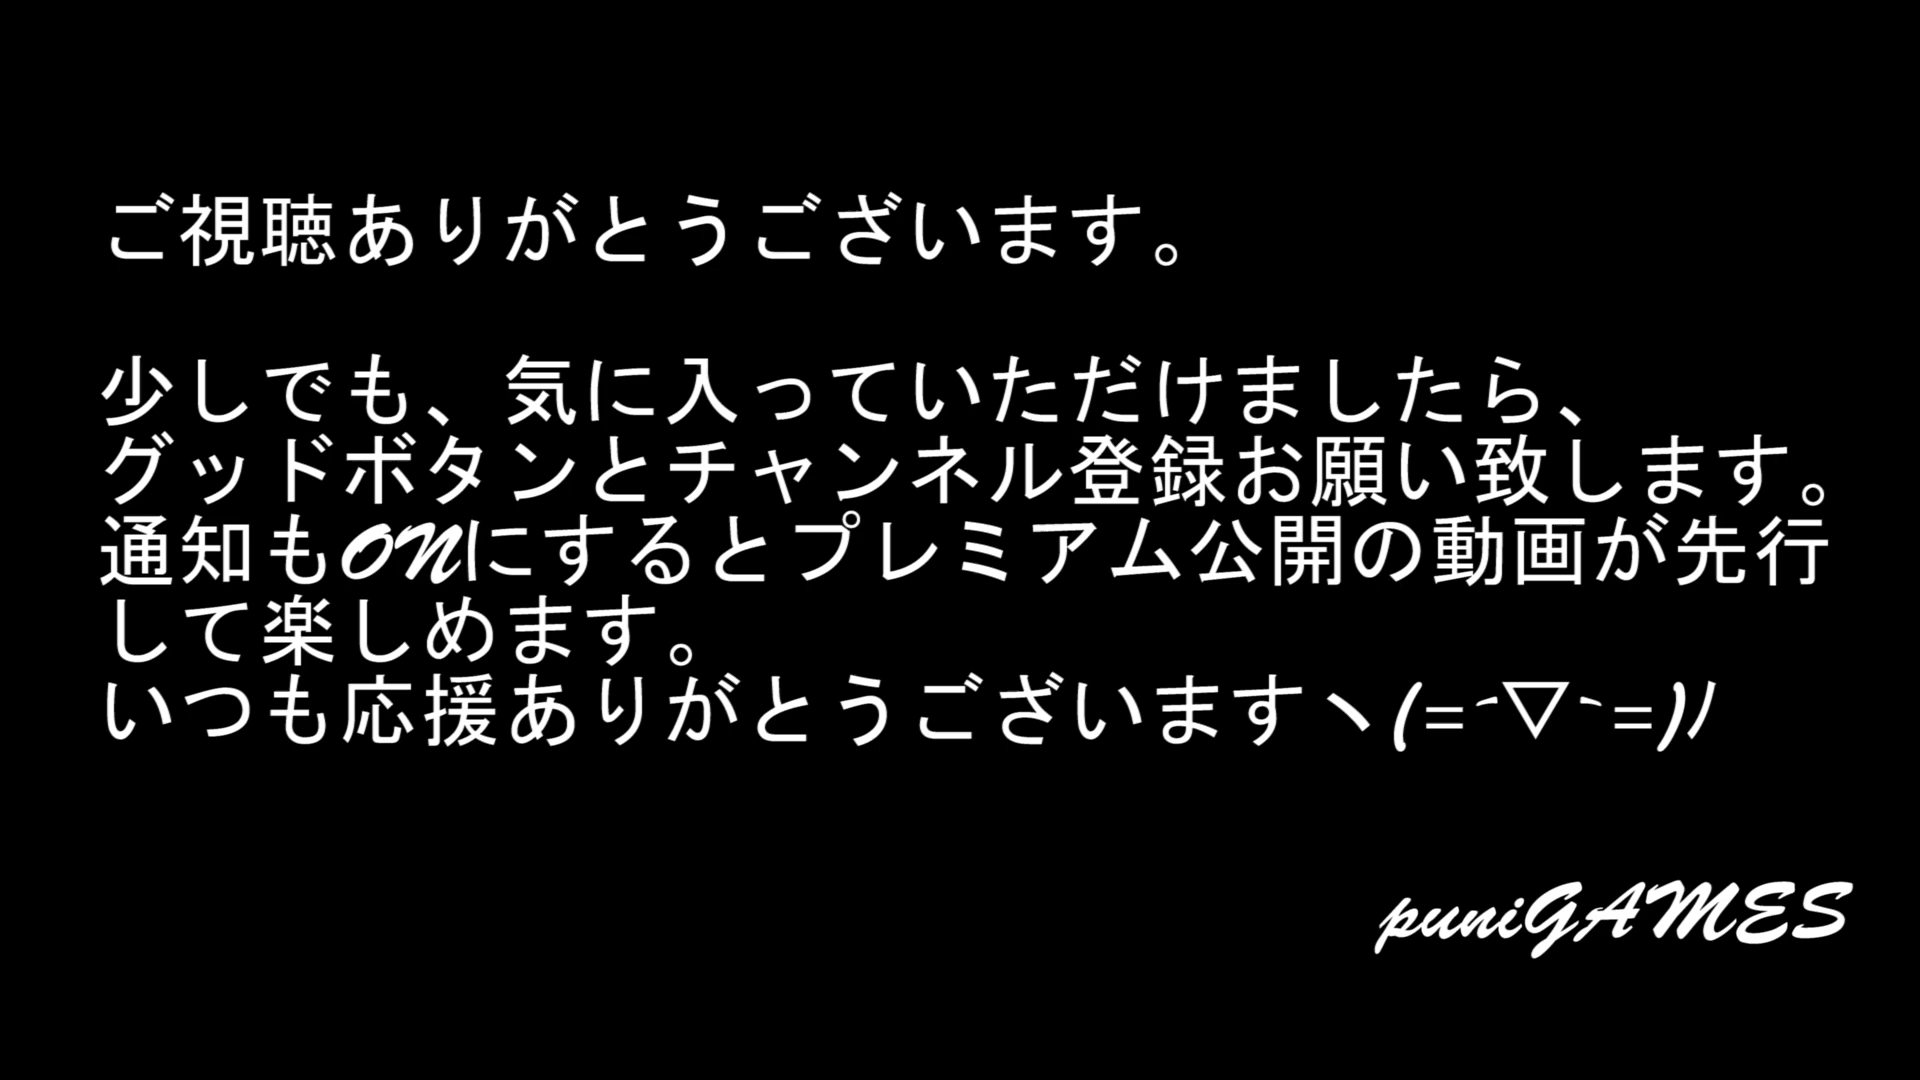 ご視聴ありがとうございます。
少しでも、気に入っていただけましたら、
グッドボタンとチャンネル登録お願い致します。
通知もONにするとプレミアム公開の動画が先行
して楽しめます。
いつも応援ありがとうございますヽ(=´▽`=)ﾉ
puniGAMES